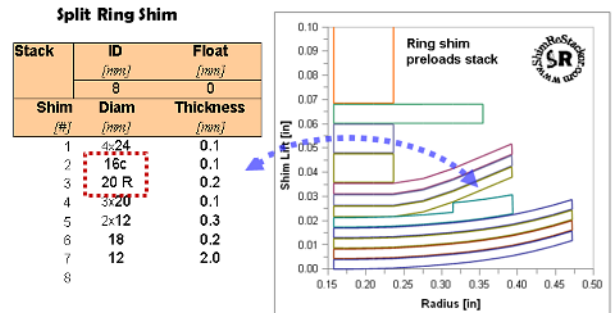 Split Ring Shim
Stack ID Float
[mm] [mm]
8 0
Shim Diam Thickness
[#] [mm] [mm]
1 4x24 0.1
2 16c 0.1
3 20 R 0.2
4 3x20 0.1
5 2x12 0.3
6 18 0.2
7 12 2.0
8
Ring shim
preloads stack
www.ShimReStackor.com
SR
Shim Lift [in]
0.10
0.09
0.08
0.07
0.06
0.05
0.04
0.03
0.02
0.01
0.00
0.15 0.20 0.25 0.30 0.35 0.40 0.45 0.50
Radius [in]